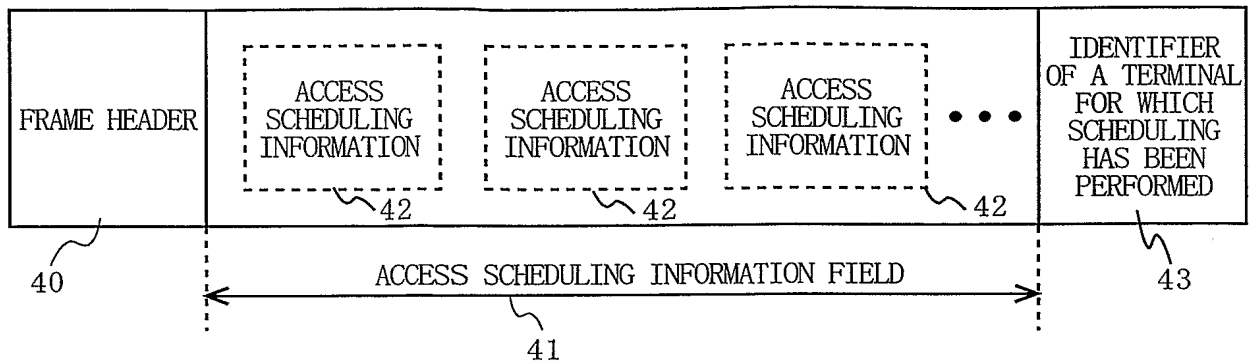 FRAME HEADER
ACCESS
SCHEDULING
INFORMATION
ACCESS
SCHEDULING
INFORMATION
ACCESS
SCHEDULING
INFORMATION
IDENTIFIER
OF A TERMINAL
FOR WHICH
SCHEDULING
HAS BEEN
PERFORMED
42
42
42
40
43
ACCESS SCHEDULING INFORMATION FIELD
41